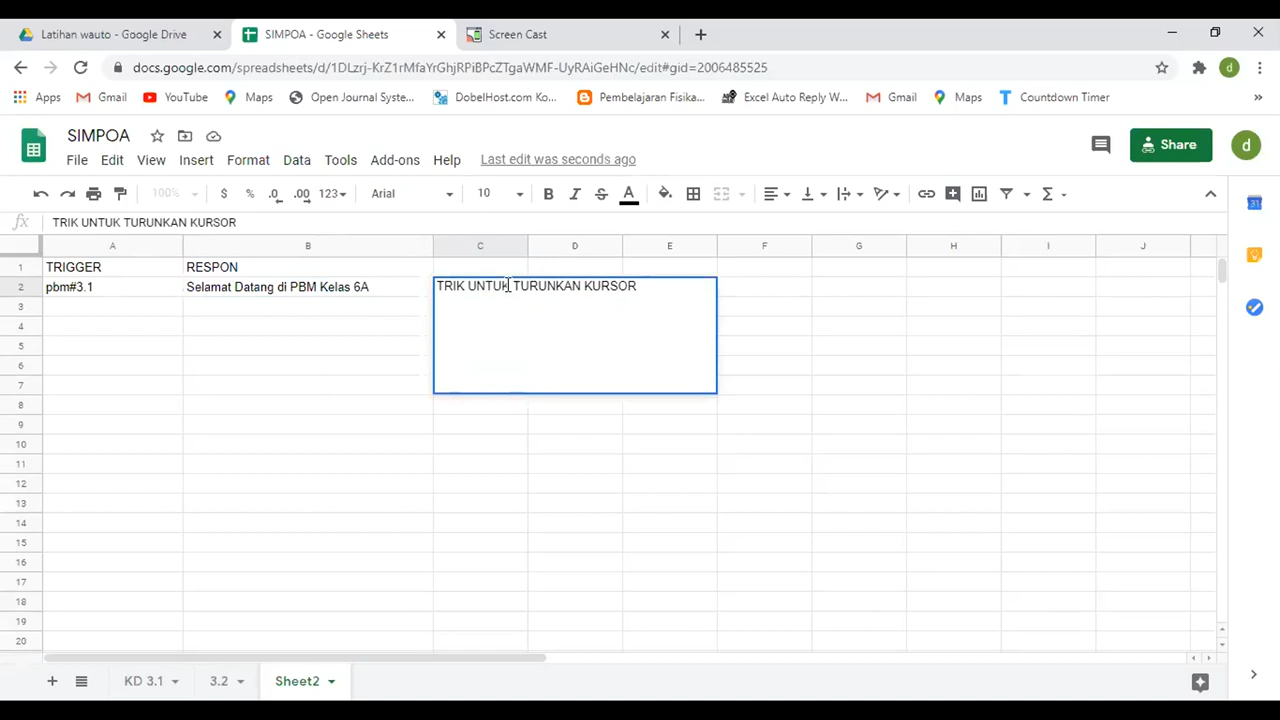 Latihan wauto - Google Drive
SIMPOA - Google Sheets
Screen Cast
docs.google.com/spreadsheets/d/1DLzrj-KrZ1rMfaYrGhjRPiBPcZTgaWMF-UyRAiGeHNc/edit#gid=2006485525
d
Apps
Gmail
YouTube
Maps
Open Journal Syste...
DobelHost.com Ko...
Pembelajaran Fisika...
Excel Auto Reply W...
Gmail
Maps
Countdown Timer
»
SIMPOA
File Edit View Insert Format Data Tools Add-ons Help Last edit was seconds ago
Share
d
100% $ % .0 .00 123 Arial 10 B I S A Σ
fx TRIK UNTUK TURUNKAN KURSOR
A B C D E F G H I J
1 TRIGGER RESPON
2 pbm#3.1 Selamat Datang di PBM Kelas 6A TRIK UNTUK TURUNKAN KURSOR
3
4
5
6
7
8
9
10
11
12
13
14
15
16
17
18
19
20
KD 3.1 3.2 Sheet2
31